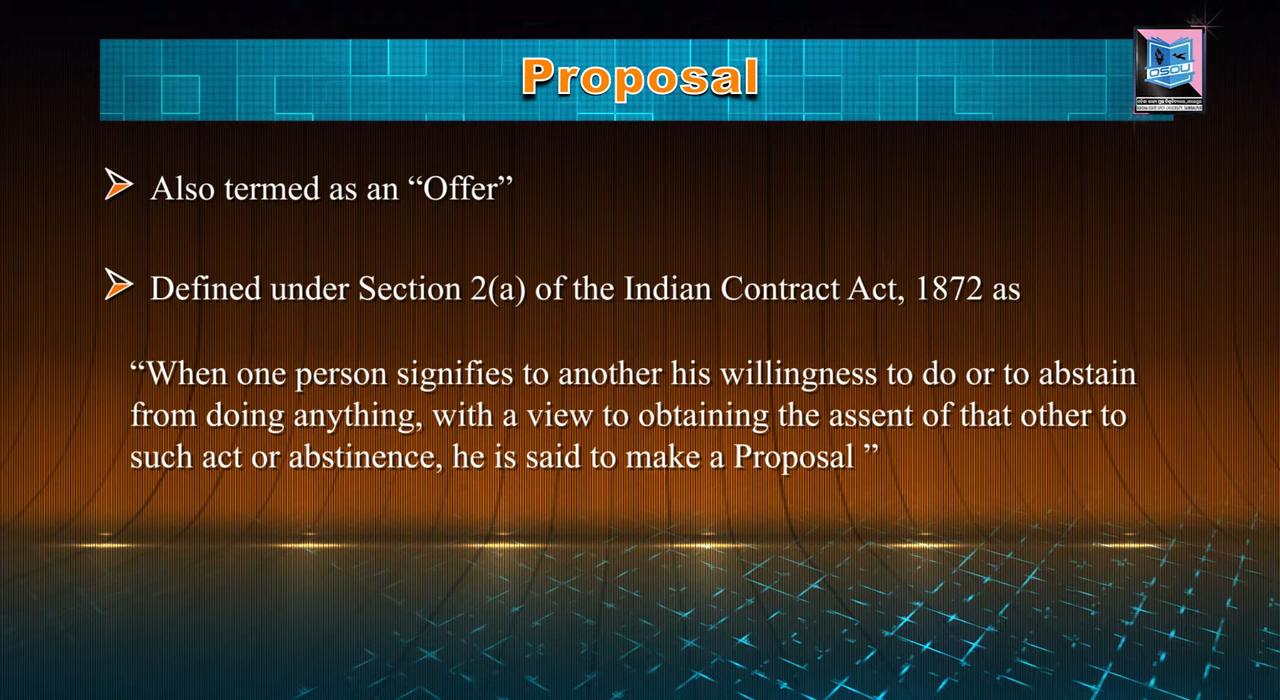 Proposal
OSOU
Also termed as an “Offer”
Defined under Section 2(a) of the Indian Contract Act, 1872 as
“When one person signifies to another his willingness to do or to abstain
from doing anything, with a view to obtaining the assent of that other to
such act or abstinence, he is said to make a Proposal ”